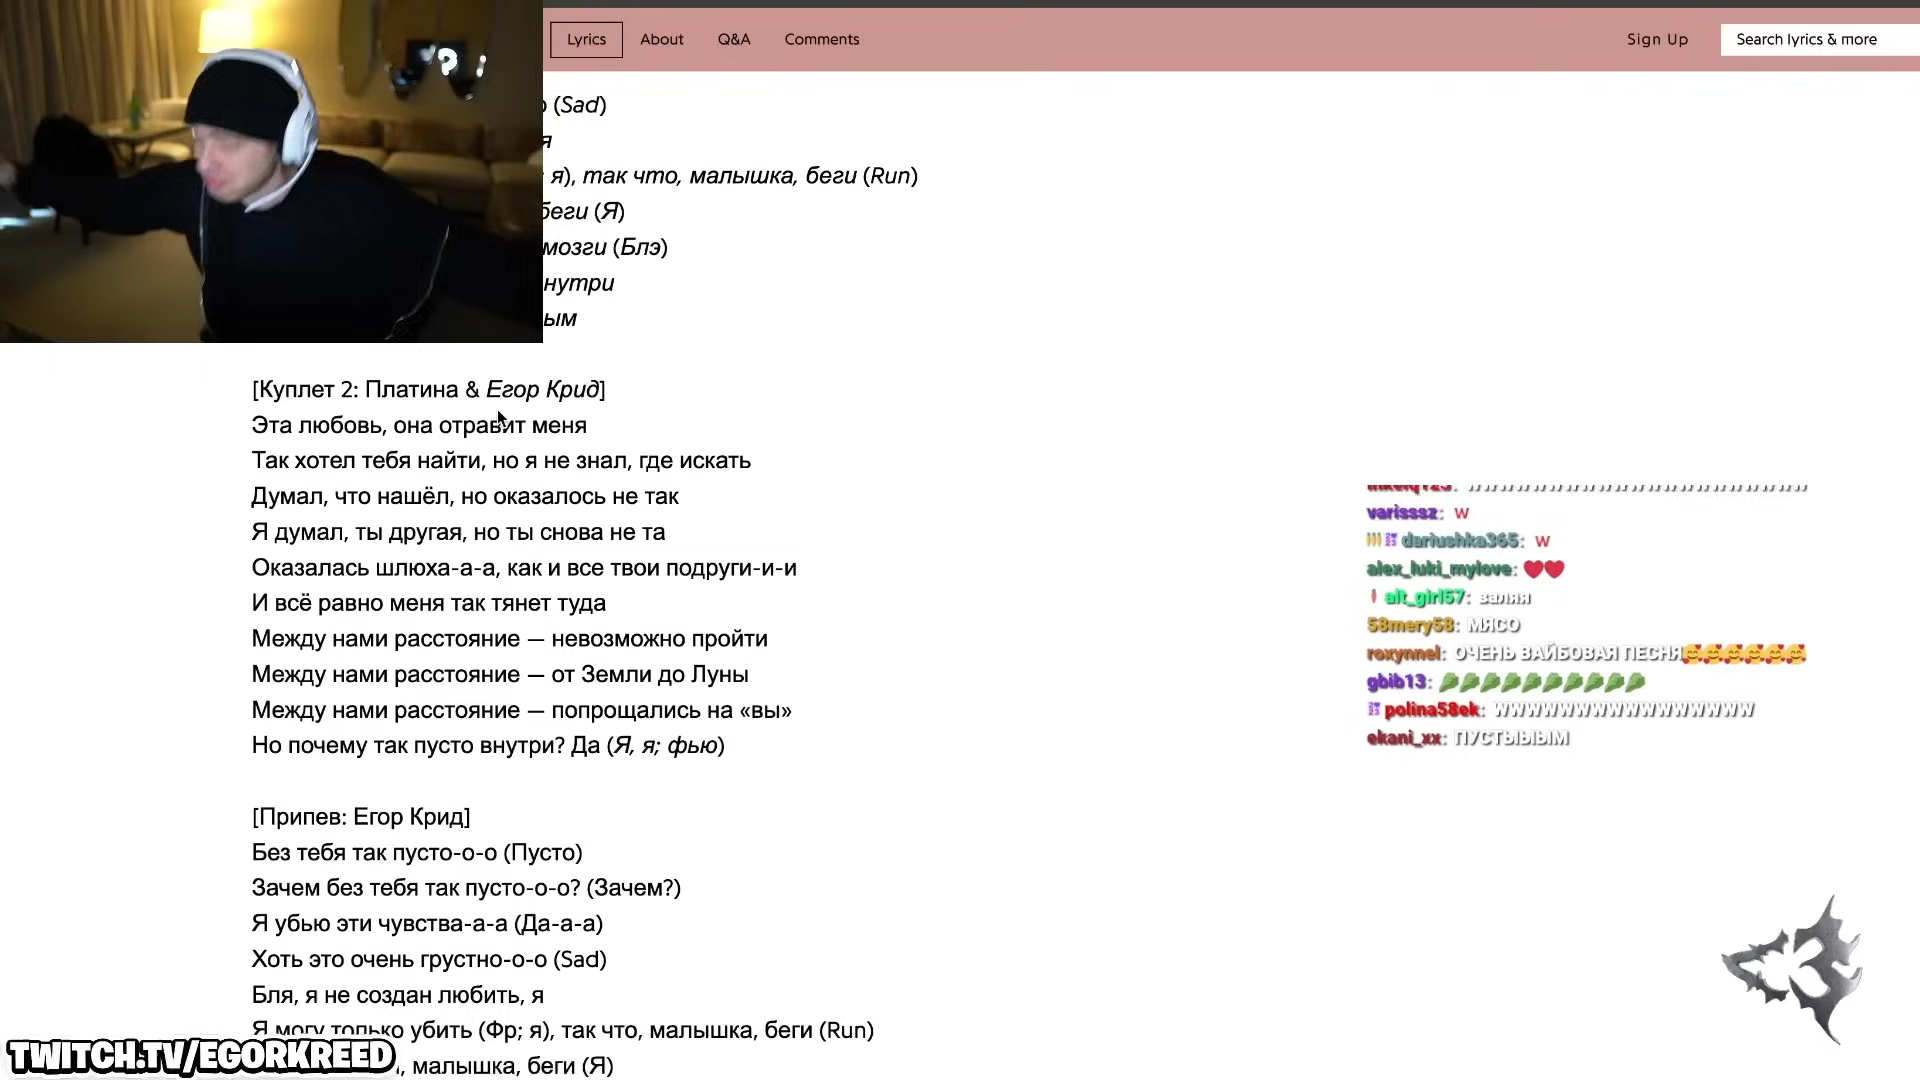 Lyrics About Q&A Comments Sign Up Search lyrics & more
(Sad)
я
я), так что, малышка, беги (Run)
беги (Я)
мозги (Блэ)
нутри
ым
[Куплет 2: Платина & Егор Крид]
Эта любовь, она отравит меня
Так хотел тебя найти, но я не знал, где искать
Думал, что нашёл, но оказалось не так
Я думал, ты другая, но ты снова не та
Оказалась шлюха-а-а, как и все твои подруги-и-и
И всё равно меня так тянет туда
Между нами расстояние — невозможно пройти
Между нами расстояние — от Земли до Луны
Между нами расстояние — попрощались на «вы»
Но почему так пусто внутри? Да (Я, я; фью)
[Припев: Егор Крид]
Без тебя так пусто-о-о (Пусто)
Зачем без тебя так пусто-о-о? (Зачем?)
Я убью эти чувства-а-а (Да-а-а)
Хоть это очень грустно-о-о (Sad)
Бля, я не создан любить, я
Я могу только убить (Фр; я), так что, малышка, беги (Run)
, малышка, беги (Я)
varisssz: w
dariushka365: w
alex_luki_mylove: ❤️❤️
alt_girl57: валяя
58mery58: МЯСО
roxynnel: ОЧЕНЬ ВАЙБОВАЯ ПЕСНЯ🥰🥰🥰🥰🥰🥰
gbib13: 🥬🥬🥬🥬🥬🥬🥬🥬🥬🥬
polina58ek: WWWWWWWWWWWWWWWW
ekani_xx: ПУСТЫЫЫМ
TWITCH.TV/EGORKREED